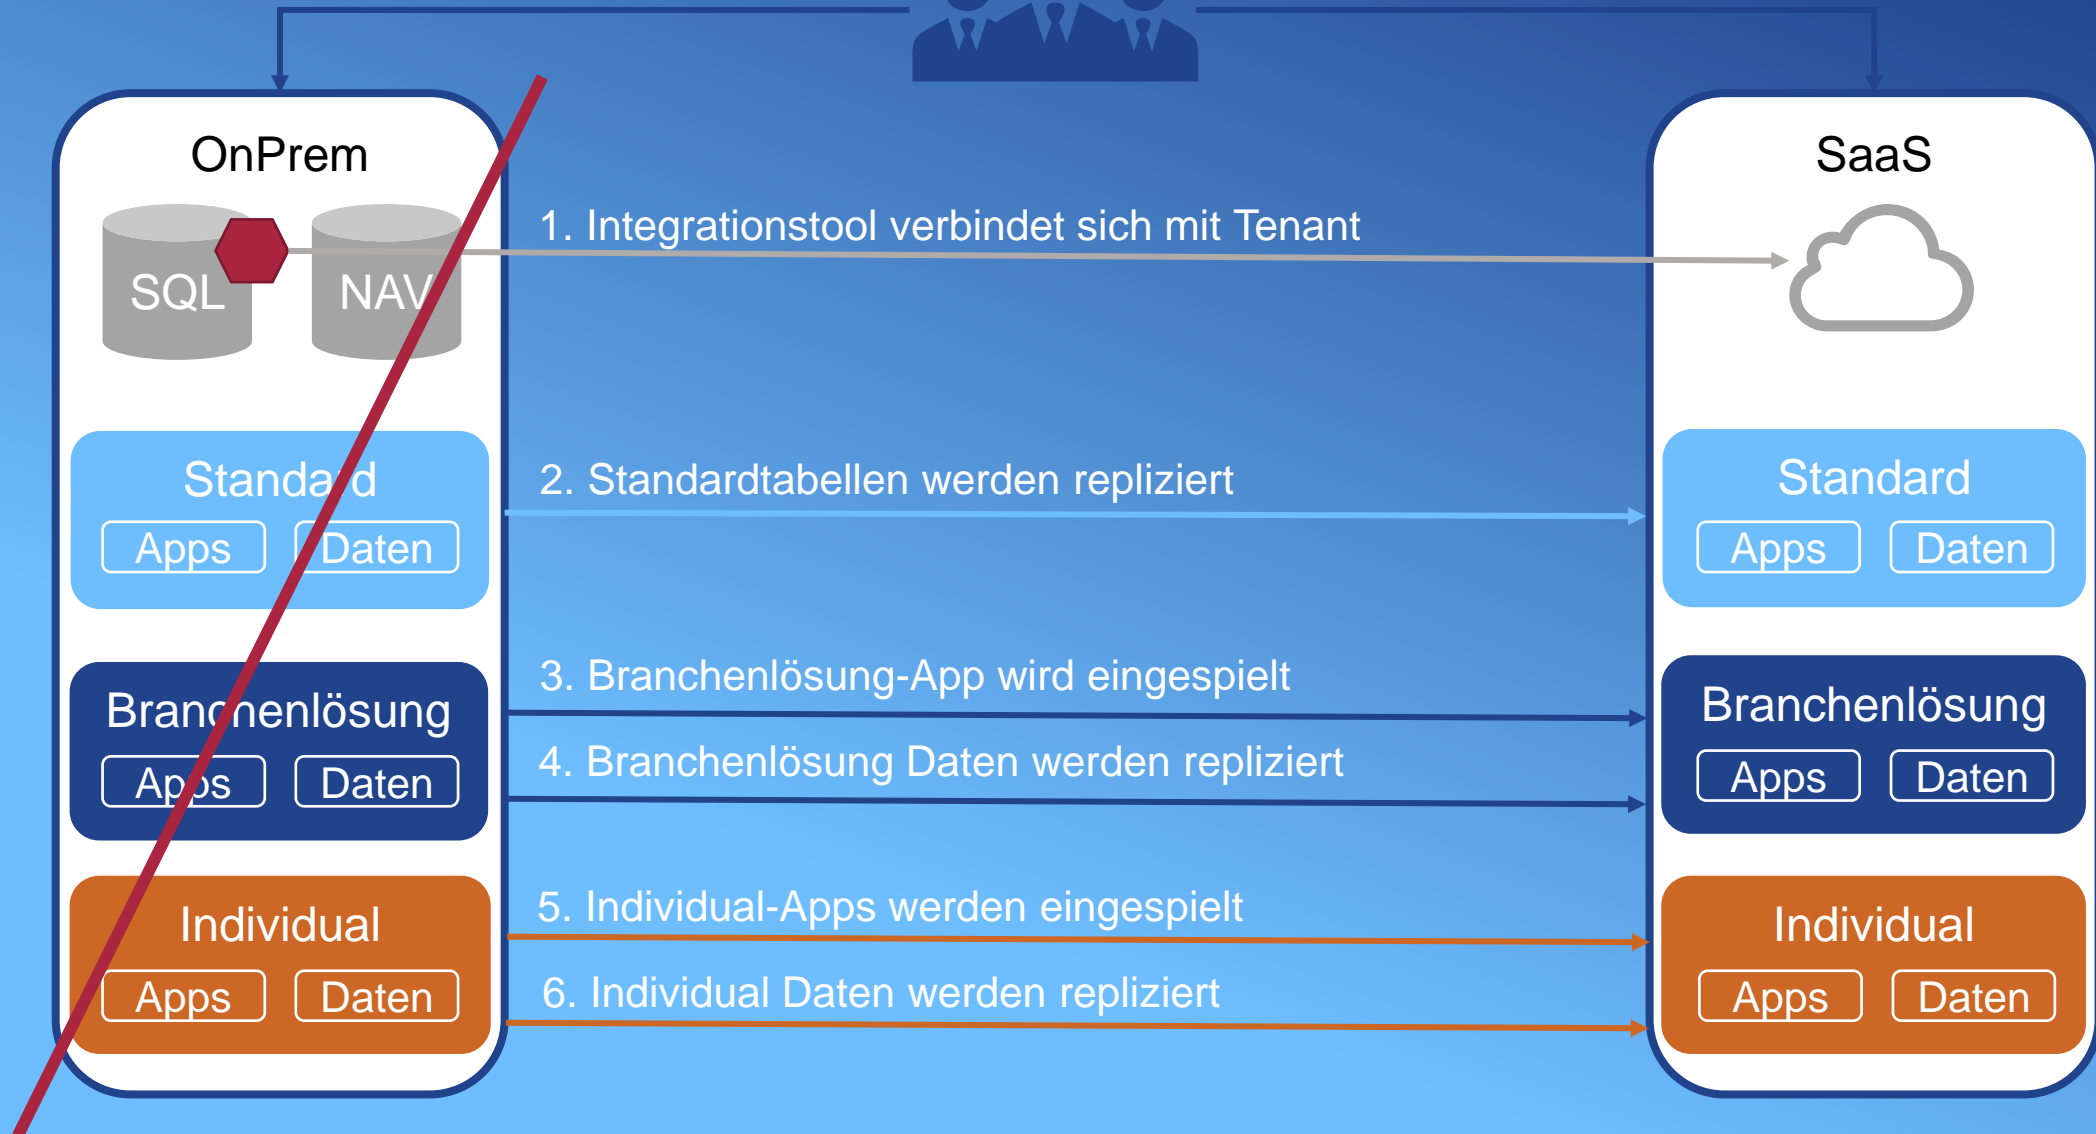 OnPrem
SaaS
SQL
NAV
1. Integrationstool verbindet sich mit Tenant
Standard
Apps
Daten
2. Standardtabellen werden repliziert
Standard
Apps
Daten
Branchenlösung
Apps
Daten
3. Branchenlösung-App wird eingespielt
4. Branchenlösung Daten werden repliziert
Branchenlösung
Apps
Daten
Individual
Apps
Daten
5. Individual-Apps werden eingespielt
6. Individual Daten werden repliziert
Individual
Apps
Daten